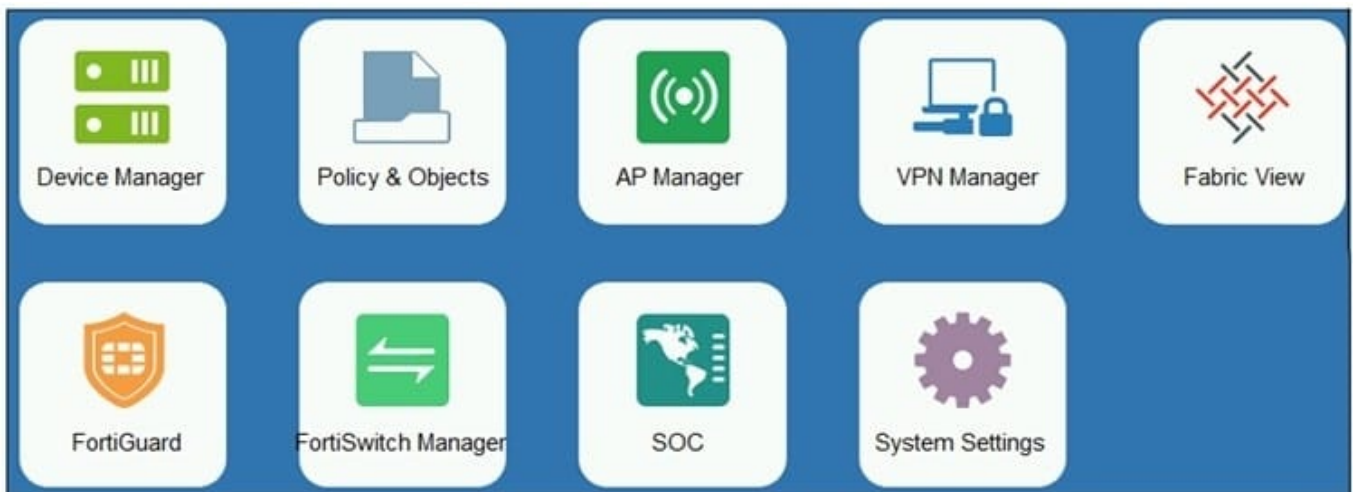 Device Manager
Policy & Objects
AP Manager
VPN Manager
Fabric View
FortiGuard
FortiSwitch Manager
SOC
System Settings